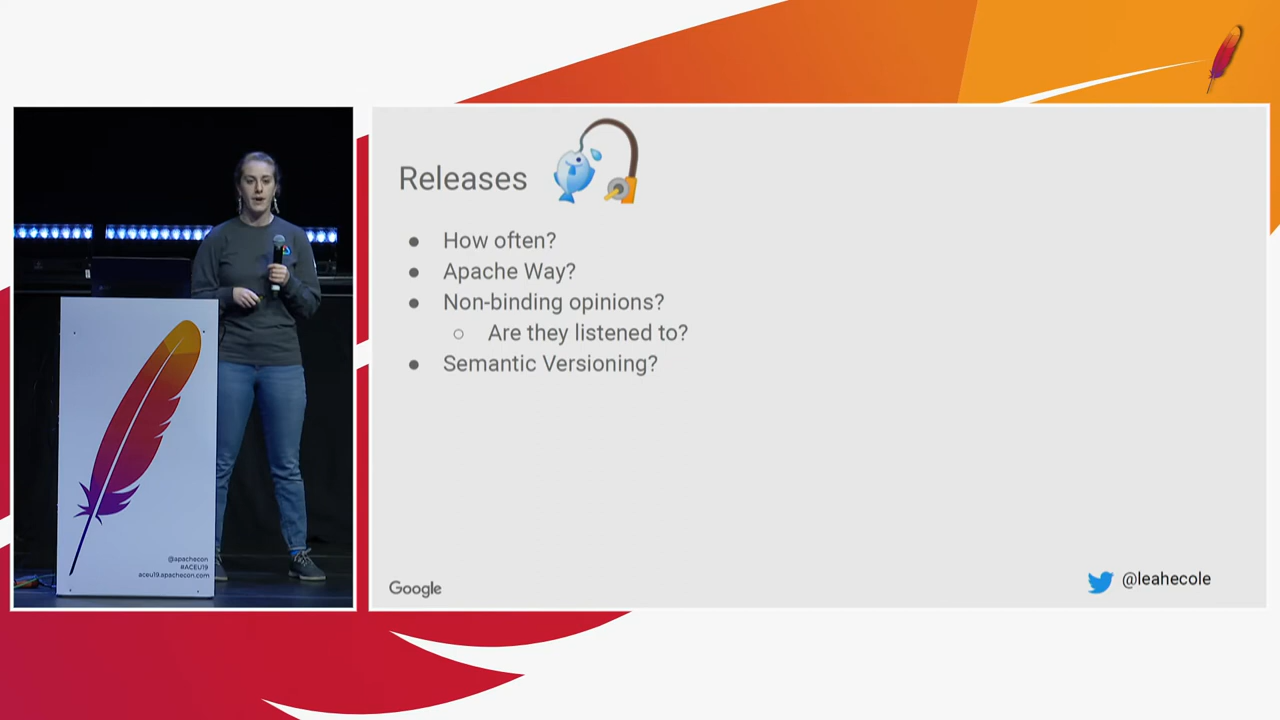 Releases
How often?
Apache Way?
Non-binding opinions?
Are they listened to?
Semantic Versioning?
Google
@leahecole
@apachecon
#ACEU19
aceu19.apachecon.com